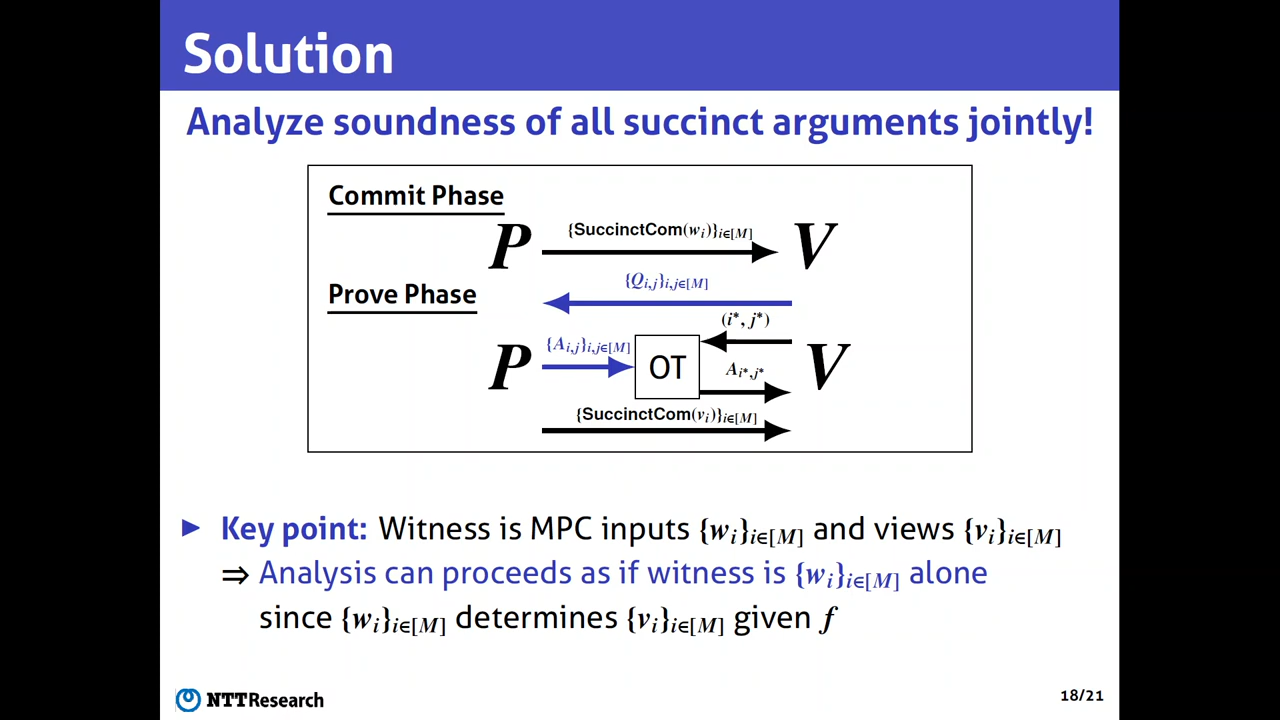 Solution
Analyze soundness of all succinct arguments jointly!
Commit Phase
P {SuccinctCom(w_i)}_{i∈[M]} V
{Q_{i,j}}_{i,j∈[M]}
Prove Phase
(i*, j*)
P {A_{i,j}}_{i,j∈[M]} OT A_{i*,j*} V
{SuccinctCom(v_i)}_{i∈[M]}
▶ Key point: Witness is MPC inputs {w_i}_{i∈[M]} and views {v_i}_{i∈[M]}
⇒ Analysis can proceeds as if witness is {w_i}_{i∈[M]} alone
since {w_i}_{i∈[M]} determines {v_i}_{i∈[M]} given f
NTT Research
18/21